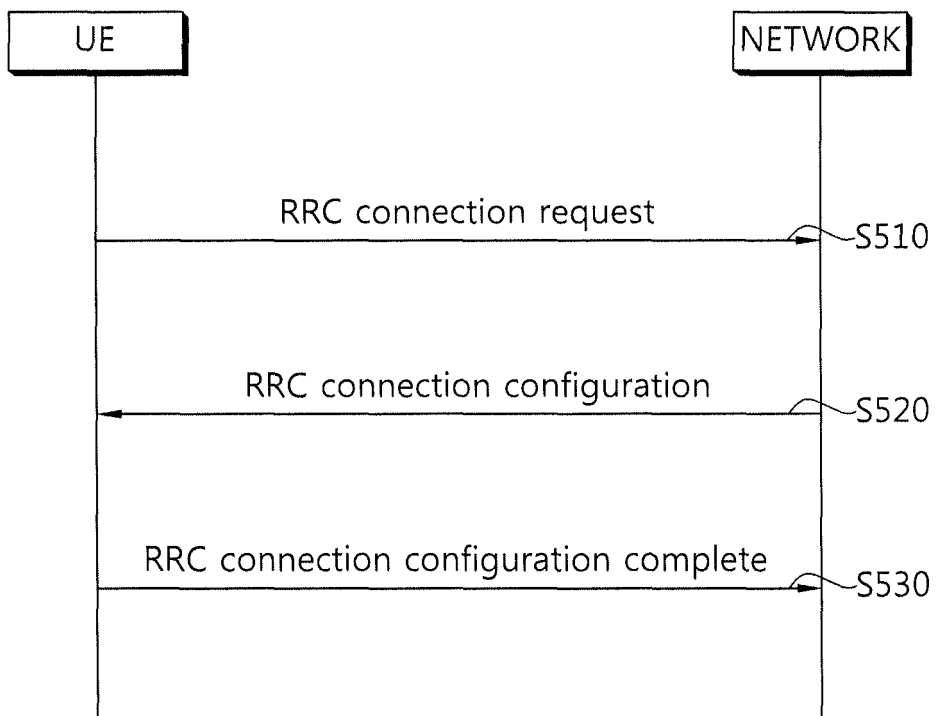 UE
NETWORK
RRC connection request
S510
RRC connection configuration
S520
RRC connection configuration complete
S530